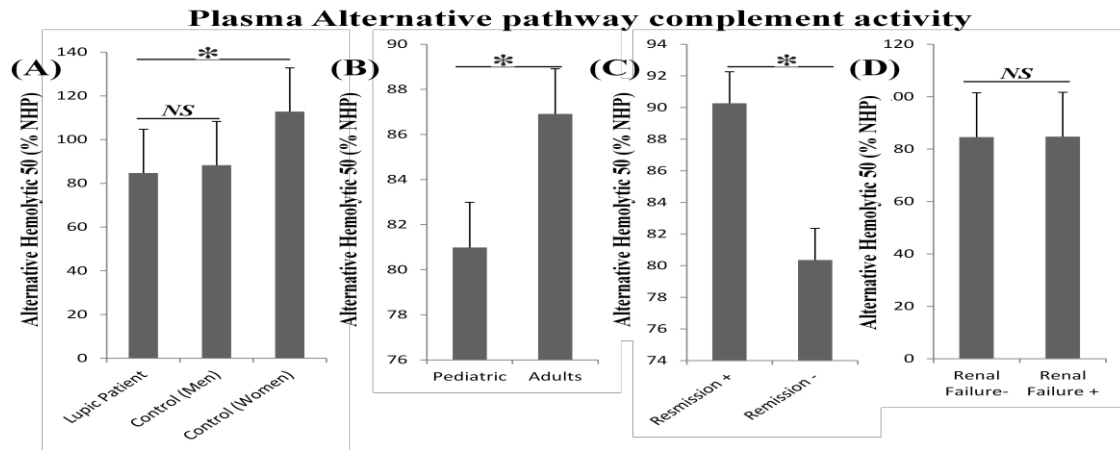 Plasma Alternative pathway complement activity
(A)
Alternative Hemolytic 50 (% NHP)
140
120
100
80
60
40
20
0
*
NS
Lupic Patient
Control (Men)
Control (Women)
(B)
Alternative Hemolytic 50 (% NHP)
90
88
86
84
82
80
78
76
*
Pediatric
Adults
(C)
Alternative Hemolytic 50 (% NHP)
94
92
90
88
86
84
82
80
78
76
74
*
Resmission +
Remission -
(D)
Alternative Hemolytic 50 (% NHP)
120
100
80
60
40
20
0
NS
Renal
Failure-
Renal
Failure +